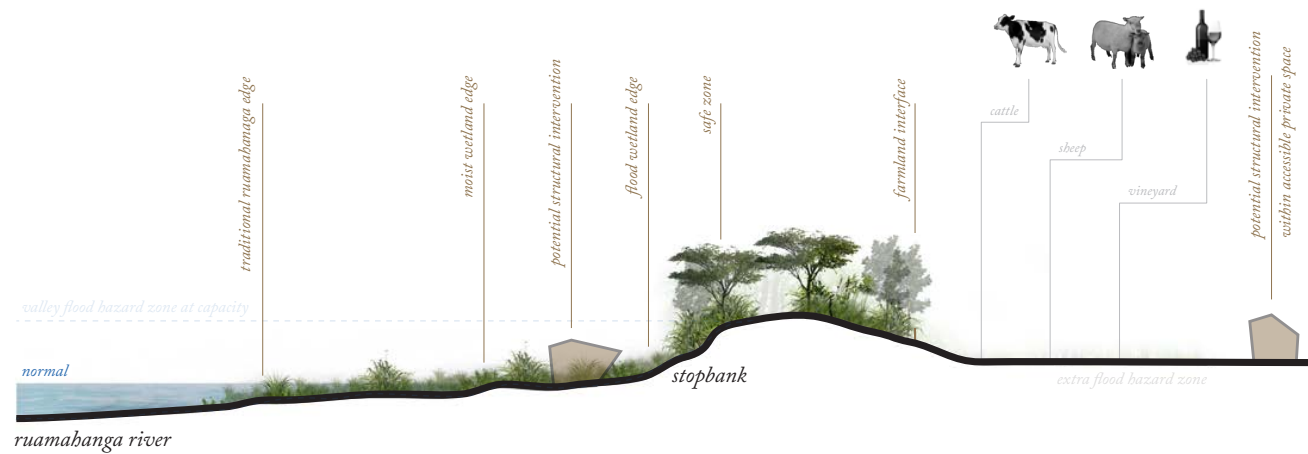 traditional ruamahanaga edge
moist wetland edge
potential structural intervention
flood wetland edge
safe zone
farmland interface
cattle
sheep
vineyard
potential structural intervention
within accessible private space
valley flood hazard zone at capacity
normal
stopbank
extra flood hazard zone
ruamahanga river